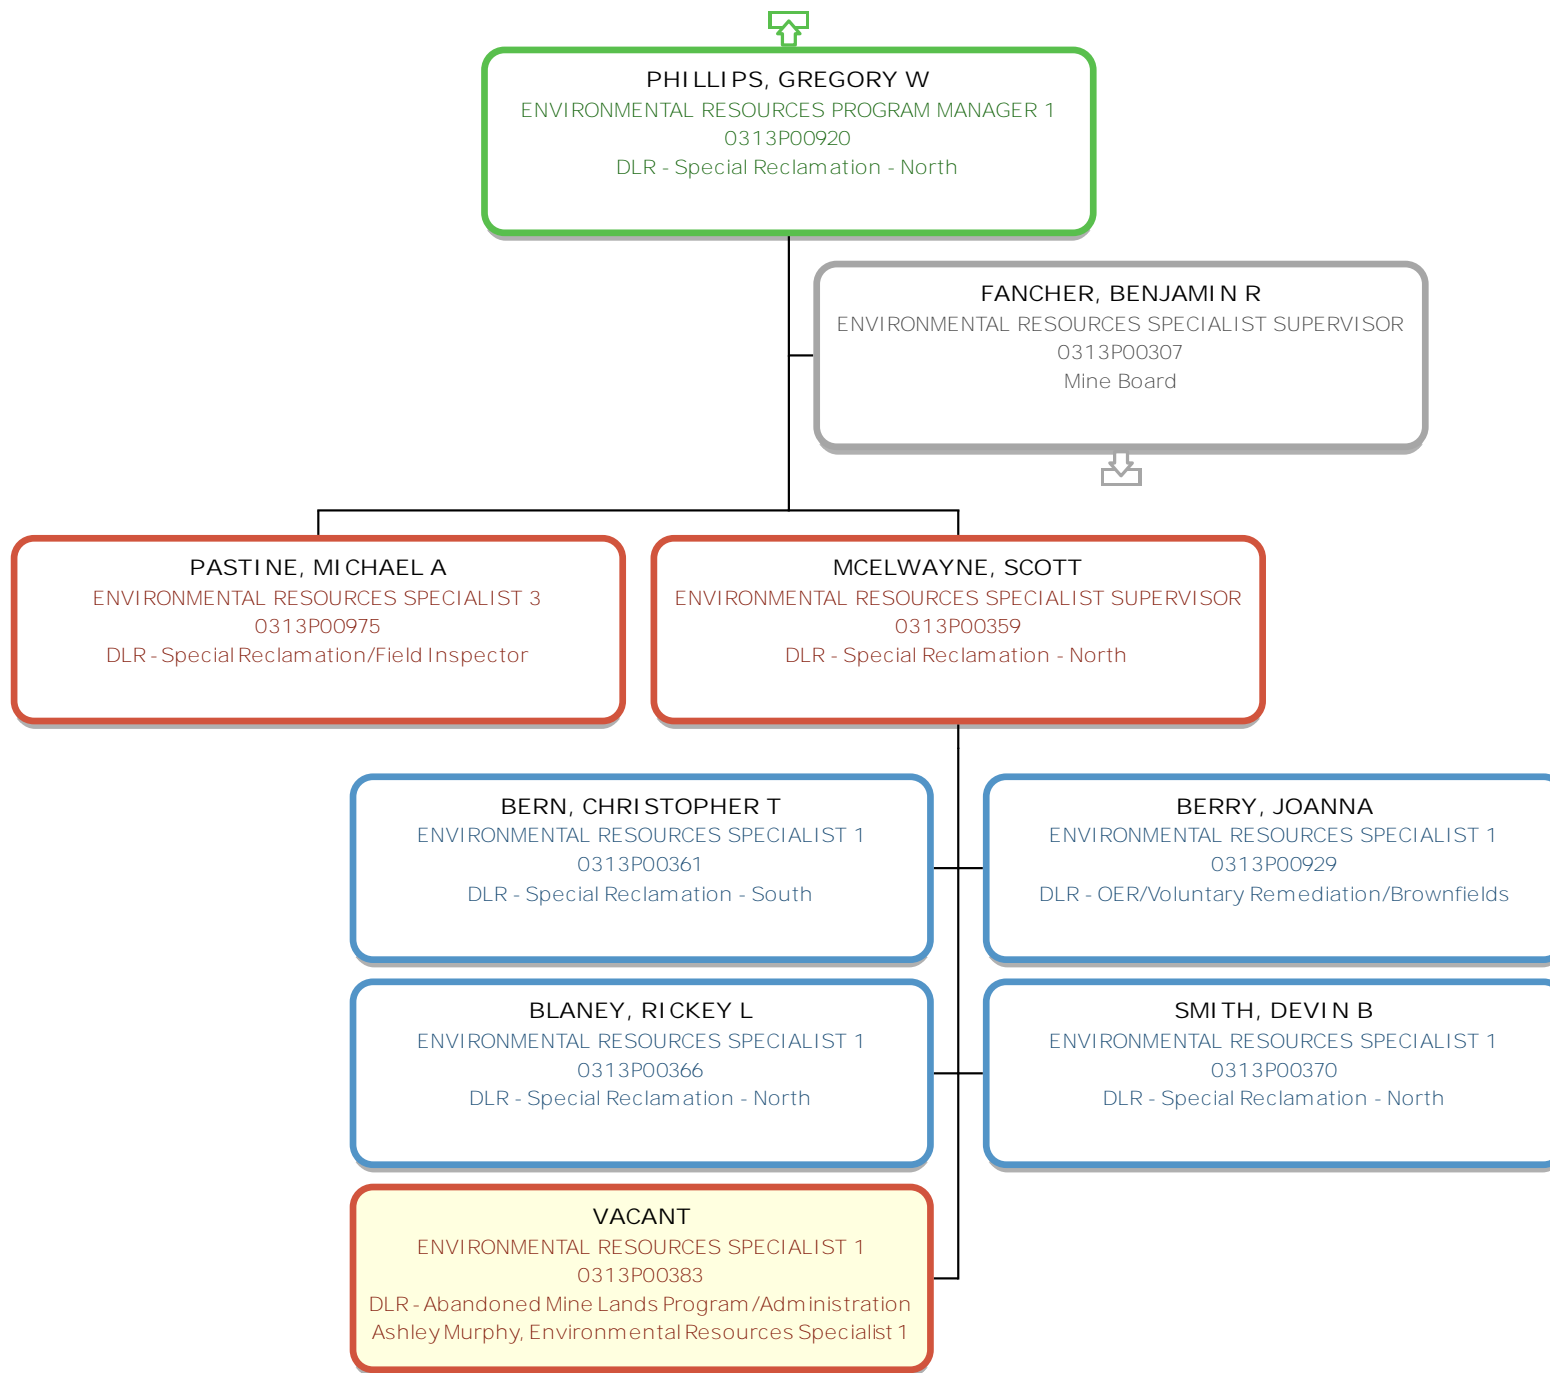 PHILLIPS, GREGORY W
ENVIRONMENTAL RESOURCES PROGRAM MANAGER 1
0313P00920
DLR - Special Reclamation - North
FANCHER, BENJAMIN R
ENVIRONMENTAL RESOURCES SPECIALIST SUPERVISOR
0313P00307
Mine Board
PASTINE, MICHAEL A
ENVIRONMENTAL RESOURCES SPECIALIST 3
0313P00975
DLR - Special Reclamation/Field Inspector
MCELWAYNE, SCOTT
ENVIRONMENTAL RESOURCES SPECIALIST SUPERVISOR
0313P00359
DLR - Special Reclamation - North
BERN, CHRISTOPHER T
ENVIRONMENTAL RESOURCES SPECIALIST 1
0313P00361
DLR - Special Reclamation - South
BERRY, JOANNA
ENVIRONMENTAL RESOURCES SPECIALIST 1
0313P00929
DLR - OER/Voluntary Remediation/Brownfields
BLANEY, RICKEY L
ENVIRONMENTAL RESOURCES SPECIALIST 1
0313P00366
DLR - Special Reclamation - North
SMITH, DEVIN B
ENVIRONMENTAL RESOURCES SPECIALIST 1
0313P00370
DLR - Special Reclamation - North
VACANT
ENVIRONMENTAL RESOURCES SPECIALIST 1
0313P00383
DLR - Abandoned Mine Lands Program/Administration
Ashley Murphy, Environmental Resources Specialist 1